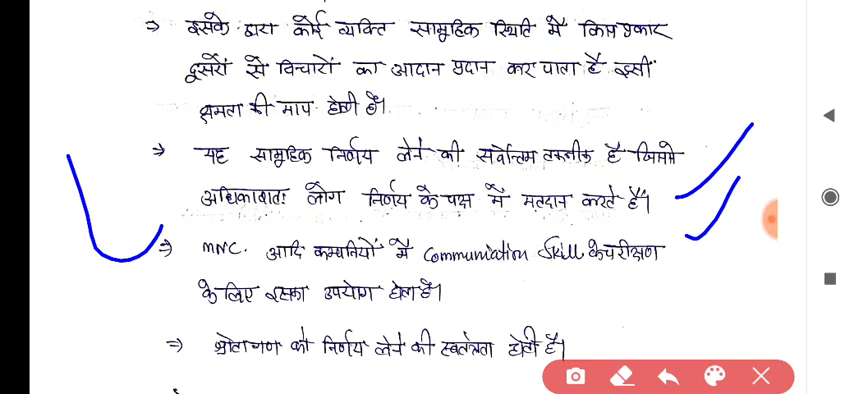 ⇒ इसके द्वारा कोई व्यक्ति सामूहिक स्थिति में किस प्रकार
दूसरों से विचारों का आदान प्रदान कर पाता है इसी
क्षमता की माप होती है।
⇒ यह सामूहिक निर्णय लेने की सर्वोत्तम तकनीक है जिसमे
अधिकांशतः लोग निर्णय के पक्ष में मतदान करते हैं।
⇒ MNC. आदि कम्पनियों में Communication Skill के परीक्षण
के लिए इसका उपयोग होता है।
⇒ श्रोतागण को निर्णय लेने की स्वतंत्रता होती है।